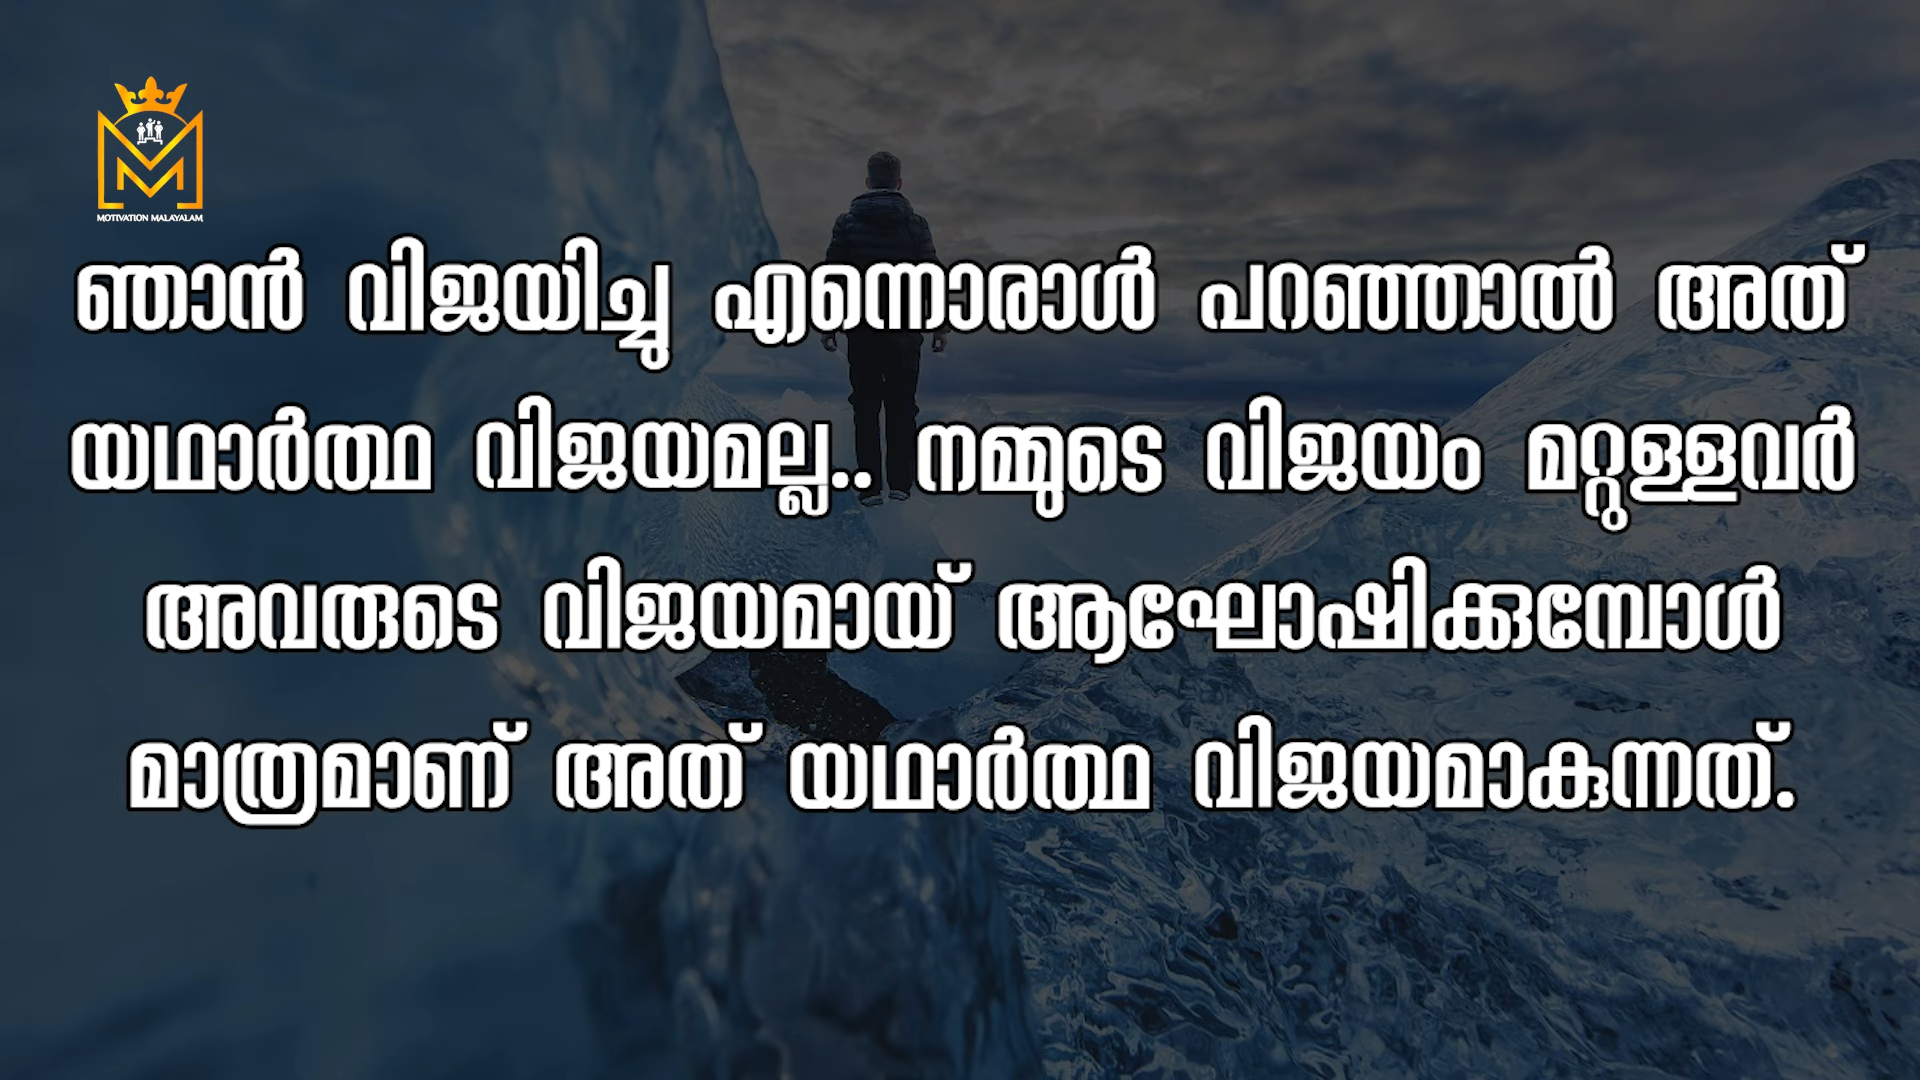 MOTIVATION MALAYALAM
ഞാൻ വിജയിച്ചു എന്നൊരാൾ പറഞ്ഞാൽ അത്
യഥാർത്ഥ വിജയമല്ല.. നമ്മുടെ വിജയം മറ്റുള്ളവർ
അവരുടെ വിജയമായ് ആഘോഷിക്കുമ്പോൾ
മാത്രമാണ് അത് യഥാർത്ഥ വിജയമാകുന്നത്.